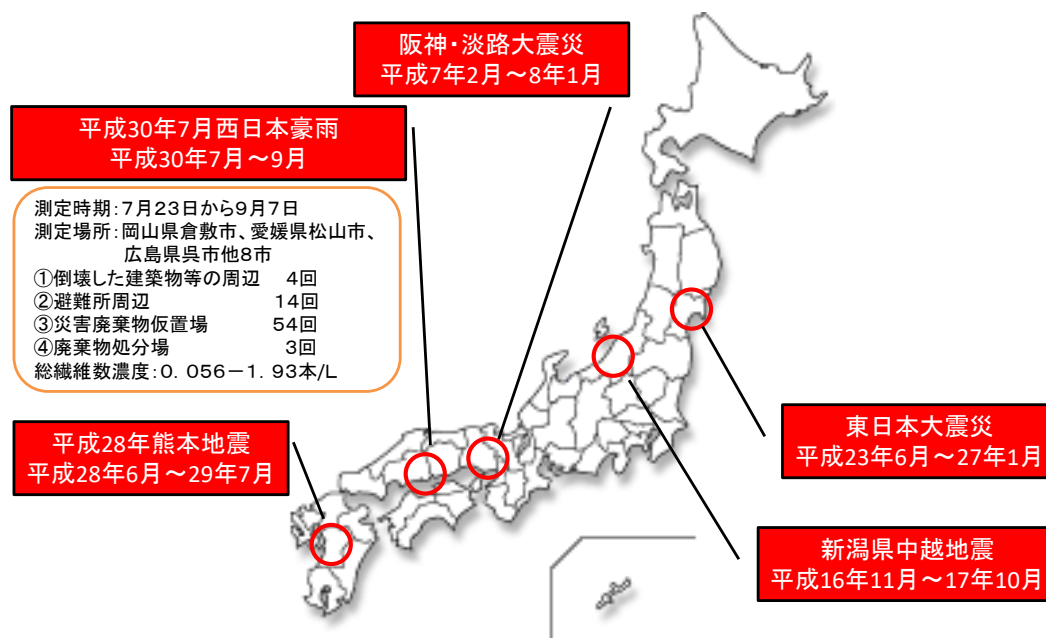 阪神・淡路大震災
平成7年2月～8年1月
平成30年7月西日本豪雨
平成30年7月～9月
測定時期：7月23日から9月7日
測定場所：岡山県倉敷市、愛媛県松山市、
広島県呉市他8市
①倒壊した建築物等の周辺　4回
②避難所周辺　14回
③災害廃棄物仮置場　54回
④廃棄物処分場　3回
総繊維数濃度：0．056－1．93本/L
平成28年熊本地震
平成28年6月～29年7月
東日本大震災
平成23年6月～27年1月
新潟県中越地震
平成16年11月～17年10月